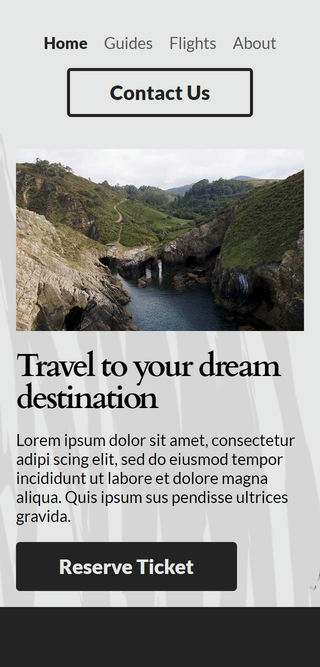 Home Guides Flights About
Contact Us
Travel to your dream
destination
Lorem ipsum dolor sit amet, consectetur
adipi scing elit, sed do eiusmod tempor
incididunt ut labore et dolore magna
aliqua. Quis ipsum sus pendisse ultrices
gravida.
Reserve Ticket